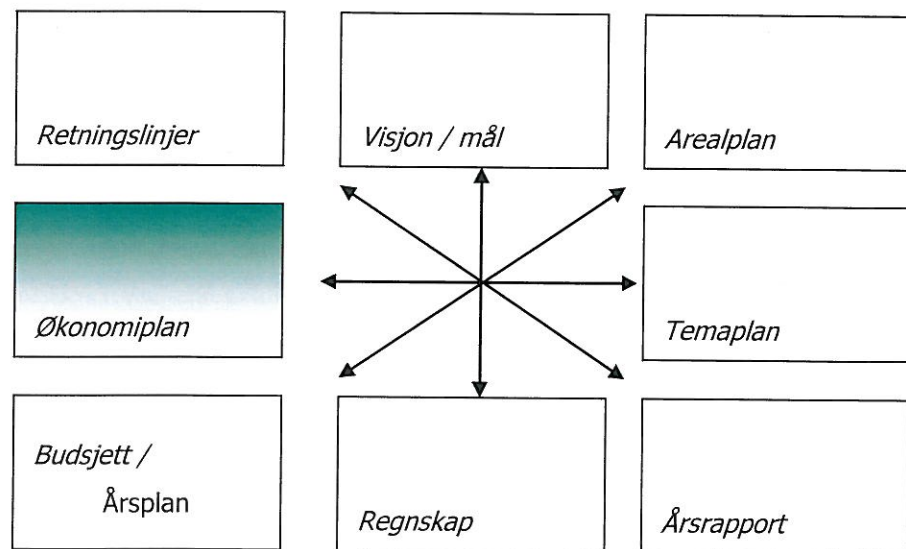 Retningslinjer
Visjon / mål
Arealplan
Økonomiplan
Temaplan
Budsjett /
Årsplan
Regnskap
Årsrapport